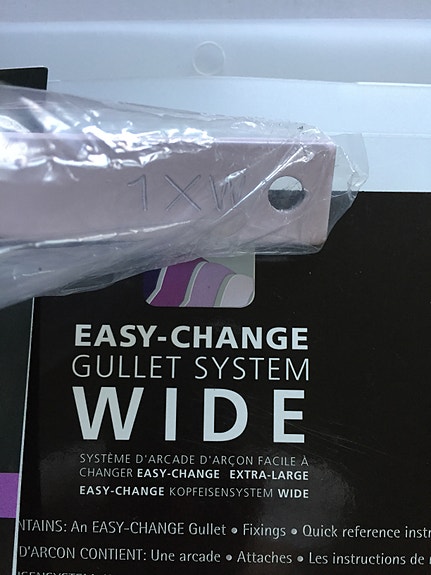 1XW
EASY-CHANGE
GULLET SYSTEM
WIDE
SYSTÈME D'ARCADE D'ARÇON FACILE À
CHANGER EASY-CHANGE EXTRA-LARGE
EASY-CHANGE KOPFEISENSYSTEM WIDE
NTAINS: An EASY-CHANGE Gullet • Fixings • Quick reference instr
D'ARCON CONTIENT: Une arcade • Attaches • Les instructions de